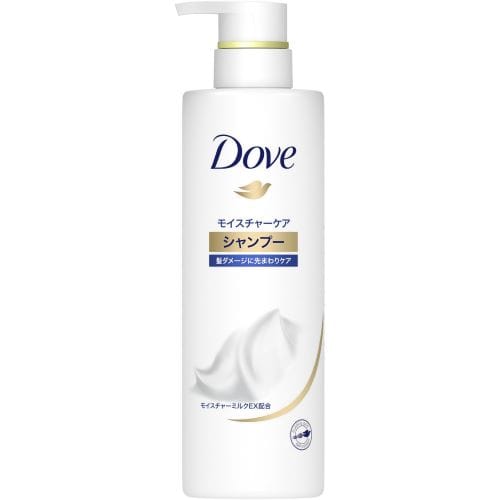 Dove
モイスチャーケア
シャンプー
髪ダメージに先まわりケア
モイスチャーミルクEX配合